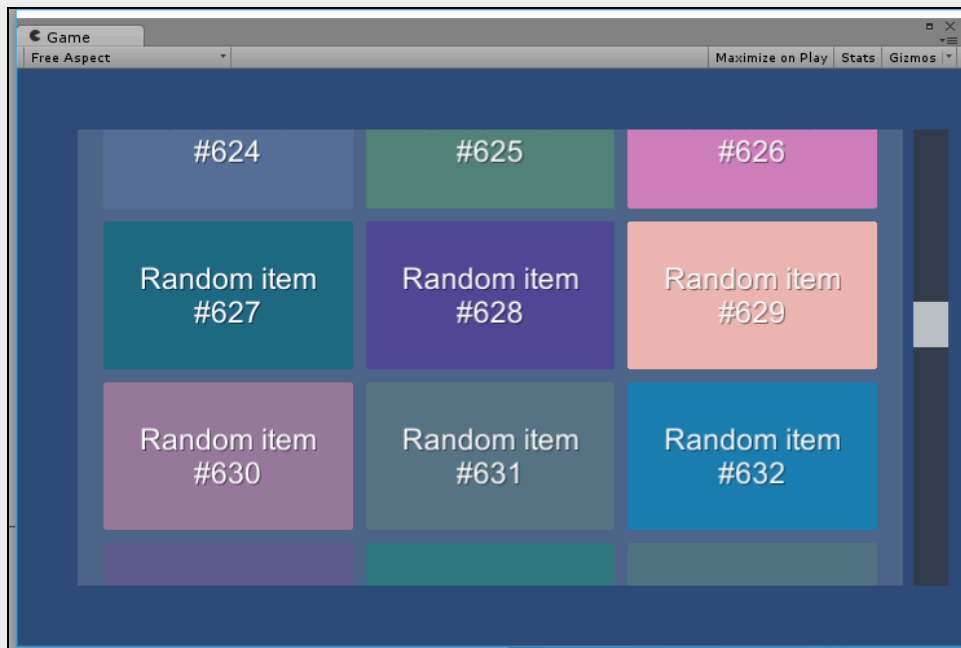 Game
Free Aspect
Maximize on Play
Stats
Gizmos
#624
#625
#626
Random item
#627
Random item
#628
Random item
#629
Random item
#630
Random item
#631
Random item
#632